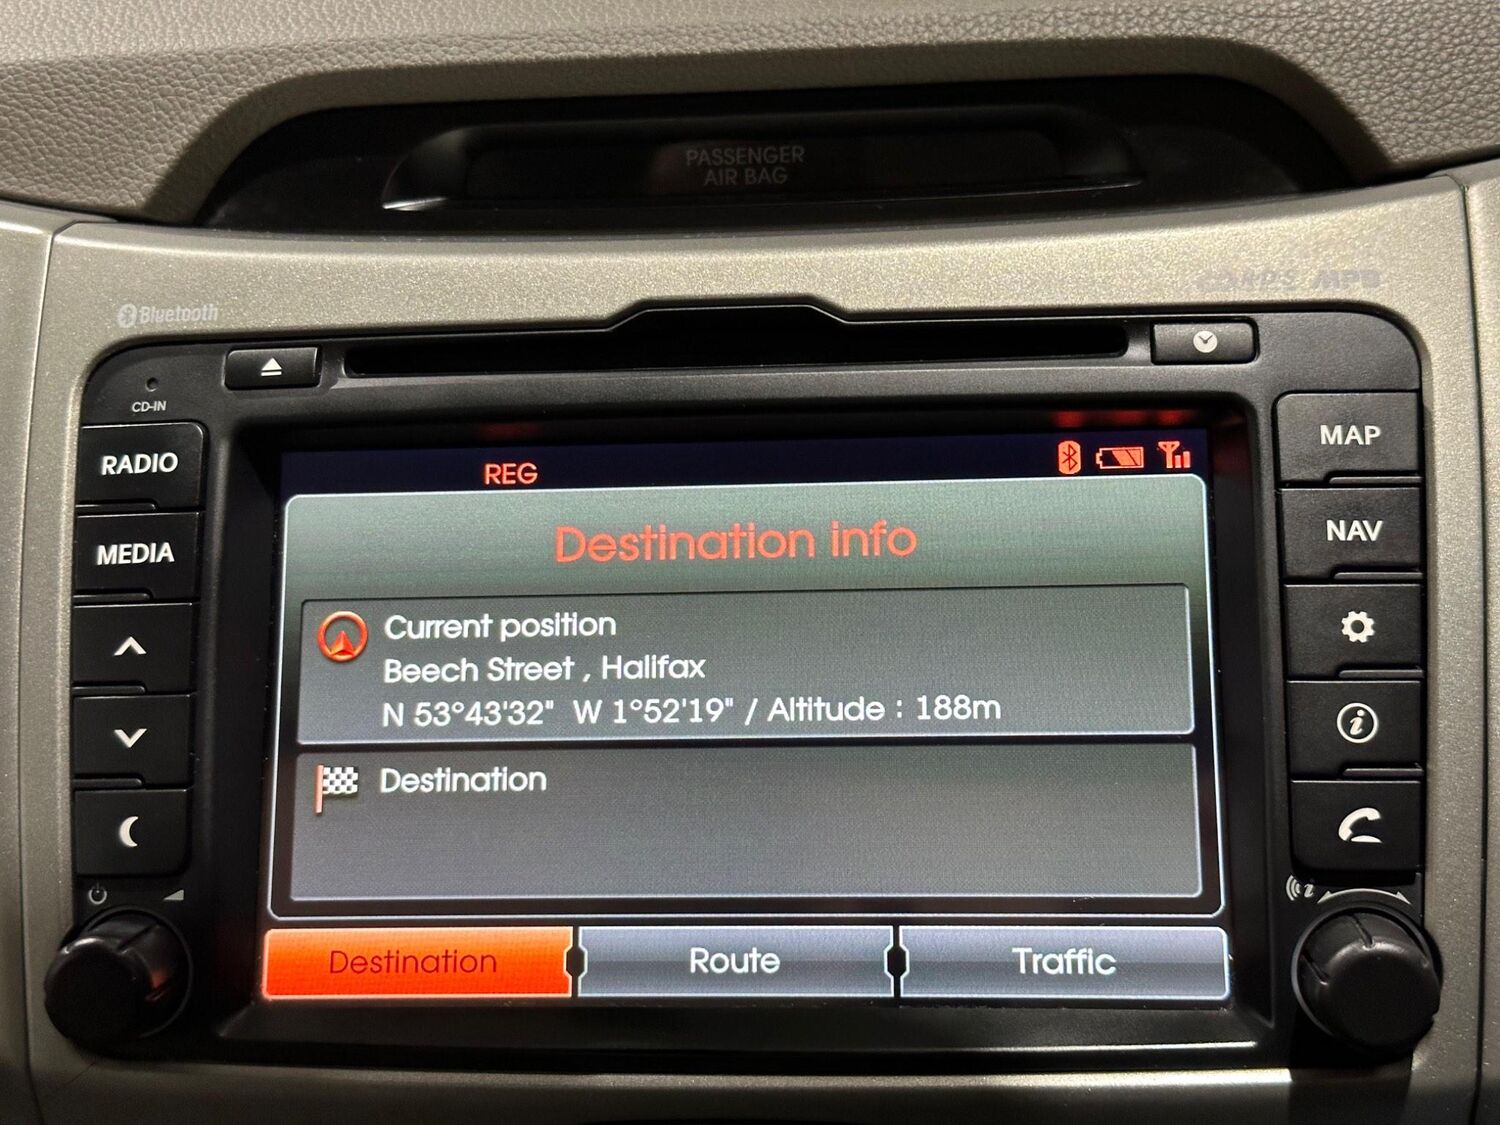 PASSENGER
AIR BAG
Bluetooth
CD-IN
RADIO
MEDIA
MAP
NAV
REG
Destination info
Current position
Beech Street , Halifax
N 53°43'32" W 1°52'19" / Altitude : 188m
Destination
Destination
Route
Traffic